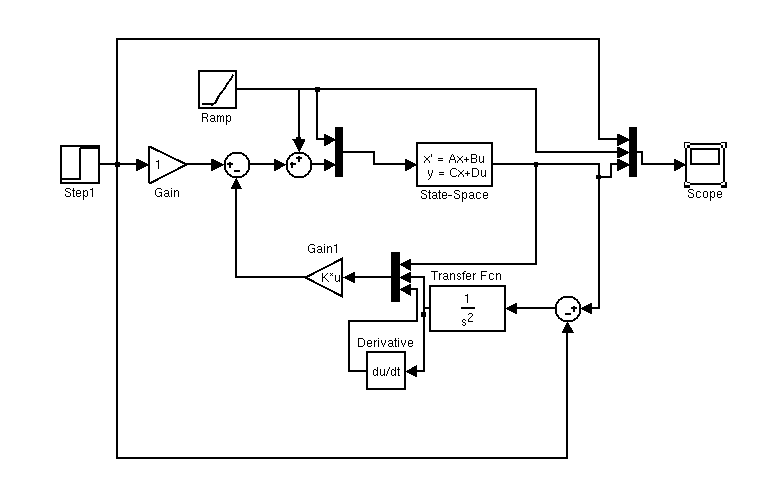 Ramp
Step1
1
Gain
+
-
+
+
x' = Ax+Bu
y = Cx+Du
State-Space
Scope
Gain1
K*u
Transfer Fcn
1
s2
-
+
Derivative
du/dt